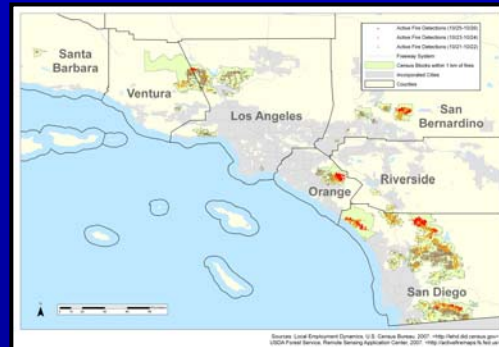 Active Fire Detections (10/25-10/26)
Active Fire Detections (10/23-10/24)
Active Fire Detections (10/21-10/22)
Freeway System
Census Blocks within 1 km of fires
Incorporated Cities
Counties
Santa
Barbara
Ventura
Los Angeles
San
Bernardino
Riverside
Orange
San Diego
Sources: Local Employment Dynamics, U.S. Census Bureau, 2007.
USDA Forest Service, Remote Sensing Application Center, 2007.